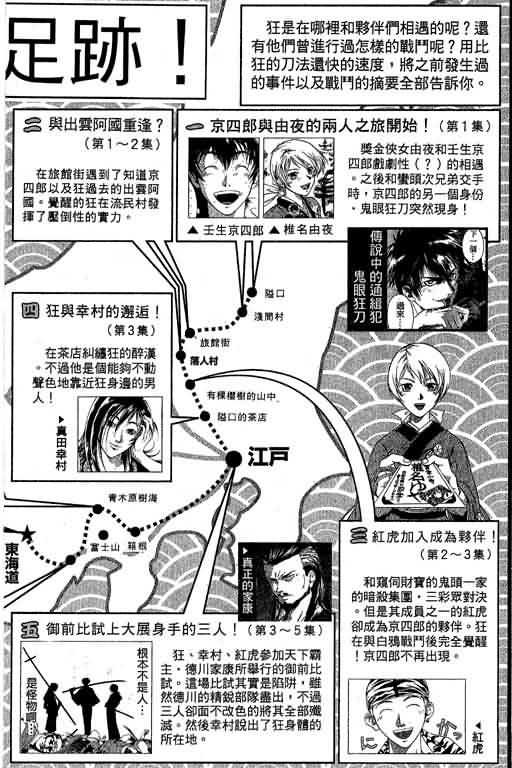 足跡！
狂是在哪裡和夥伴們相遇的呢？還
有他們曾進行過怎樣的戰鬥呢？用比
狂的刀法還快的速度，將之前發生過
的事件以及戰鬥的摘要全部告訴你。
一 京四郎與由夜的兩人之旅開始！（第1集）
獎金俠女由夜和壬生
京四郎戲劇性（？）的相遇
。之後和蠻頭次兄弟交手
時，京四郎的另一個身份、
鬼眼狂刀突然現身！
▲壬生京四郎
▲椎名由夜
傳說中的通緝犯
鬼眼狂刀
下一個…
過來…
二 與出雲阿國重逢？
（第1～2集）
在旅館街遇到了知道京
四郎以及狂過去的出雲阿
國。覺醒的狂在流民村發
揮了壓倒性的實力。
隘口
淺間村
旅館街
落人村
有棵櫻樹的山中
隘口的茶店
江戸
四 狂與幸村的邂逅！
（第3集）
在茶店糾纏狂的醉漢
。不過他是個能夠不動
聲色地靠近狂身邊的男
人！
▶真田幸村
青木原樹海
富士山
箱根
東海道
椎名ゆや
三 紅虎加入成為夥伴！
（第2～3集）
和窺伺財寶的鬼頭一家
的暗殺集團，三彩眾對決
。但是其成員之一的紅虎
卻成為京四郎的夥伴。狂
在與白鴉戰鬥後完全覺醒
！京四郎不再出現。
◀紅虎
▶真正的家康
五 御前比試上大展身手的三人！（第3～5集）
狂、幸村、紅虎參加天下霸
主．德川家康所舉行的御前比
試。這場比試其實是陷阱，雖
然德川的精銳部隊盡出，不過
三人卻面不改色的將其全部殲
滅。然後幸村說出了狂身體的
所在地。
根本不是人…
是怪物啊…